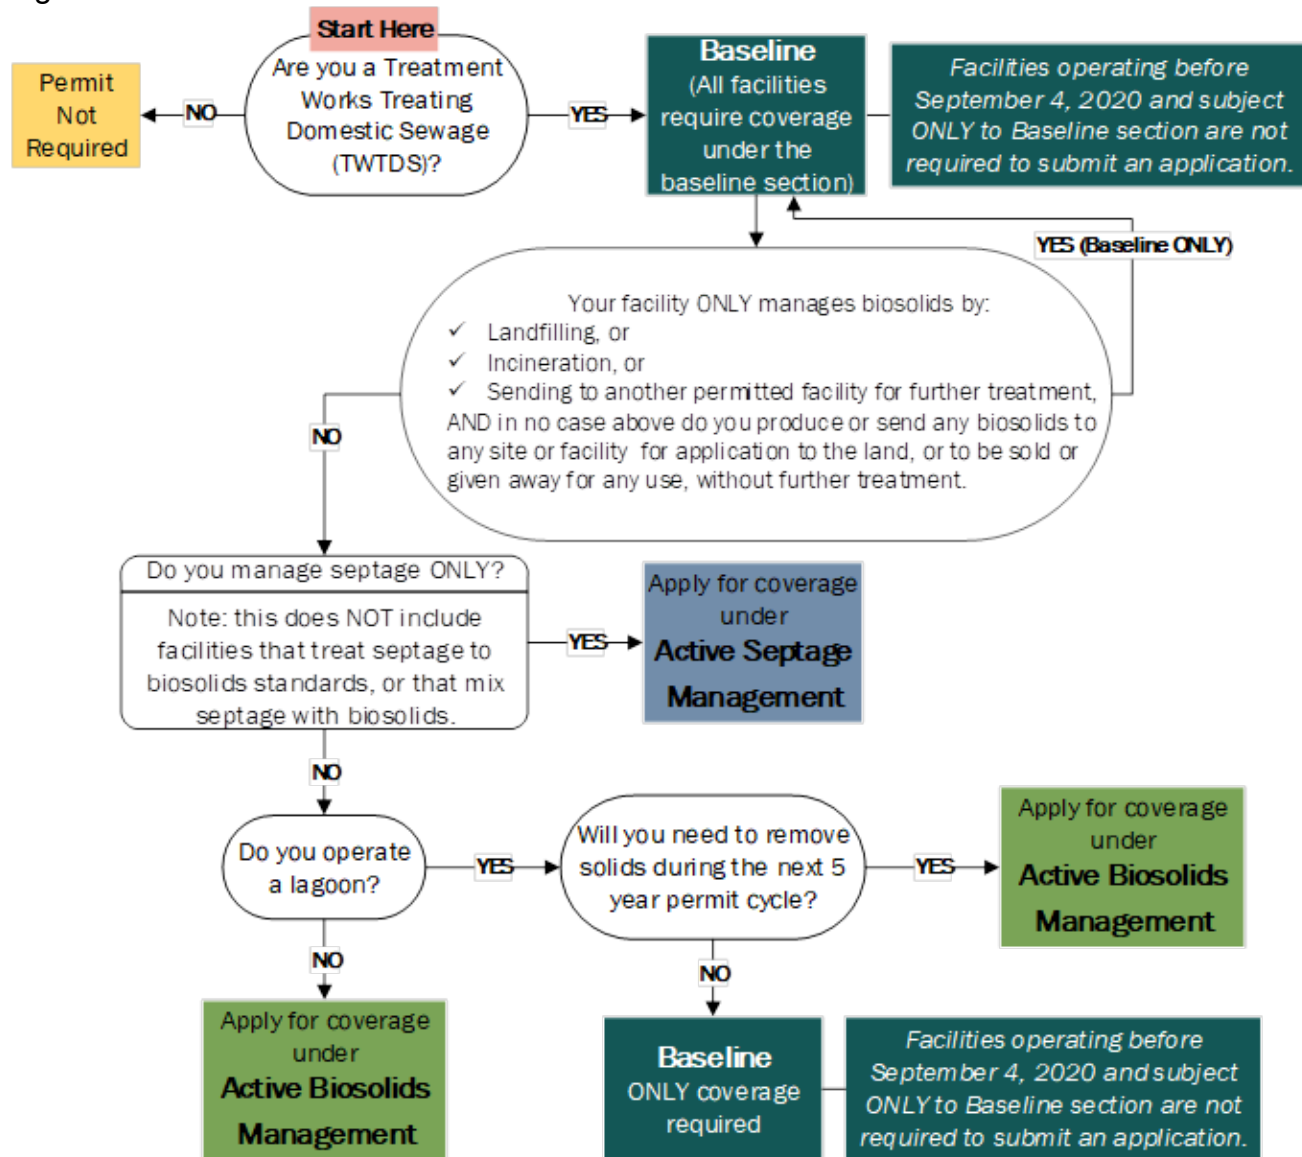 Start Here
Are you a Treatment
Works Treating
Domestic Sewage
(TWTDS)?
NO
Permit
Not
Required
YES
Baseline
(All facilities
require coverage
under the
baseline section)
Facilities operating before
September 4, 2020 and subject
ONLY to Baseline section are not
required to submit an application.
YES (Baseline ONLY)
Your facility ONLY manages biosolids by:
✓ Landfilling, or
✓ Incineration, or
✓ Sending to another permitted facility for further treatment,
AND in no case above do you produce or send any biosolids to
any site or facility for application to the land, or to be sold or
given away for any use, without further treatment.
NO
Do you manage septage ONLY?
Note: this does NOT include
facilities that treat septage to
biosolids standards, or that mix
septage with biosolids.
YES
Apply for coverage
under
Active Septage
Management
NO
Do you operate
a lagoon?
YES
Will you need to remove
solids during the next 5
year permit cycle?
YES
Apply for coverage
under
Active Biosolids
Management
NO
Apply for coverage
under
Active Biosolids
Management
NO
Baseline
ONLY coverage
required
Facilities operating before
September 4, 2020 and subject
ONLY to Baseline section are not
required to submit an application.